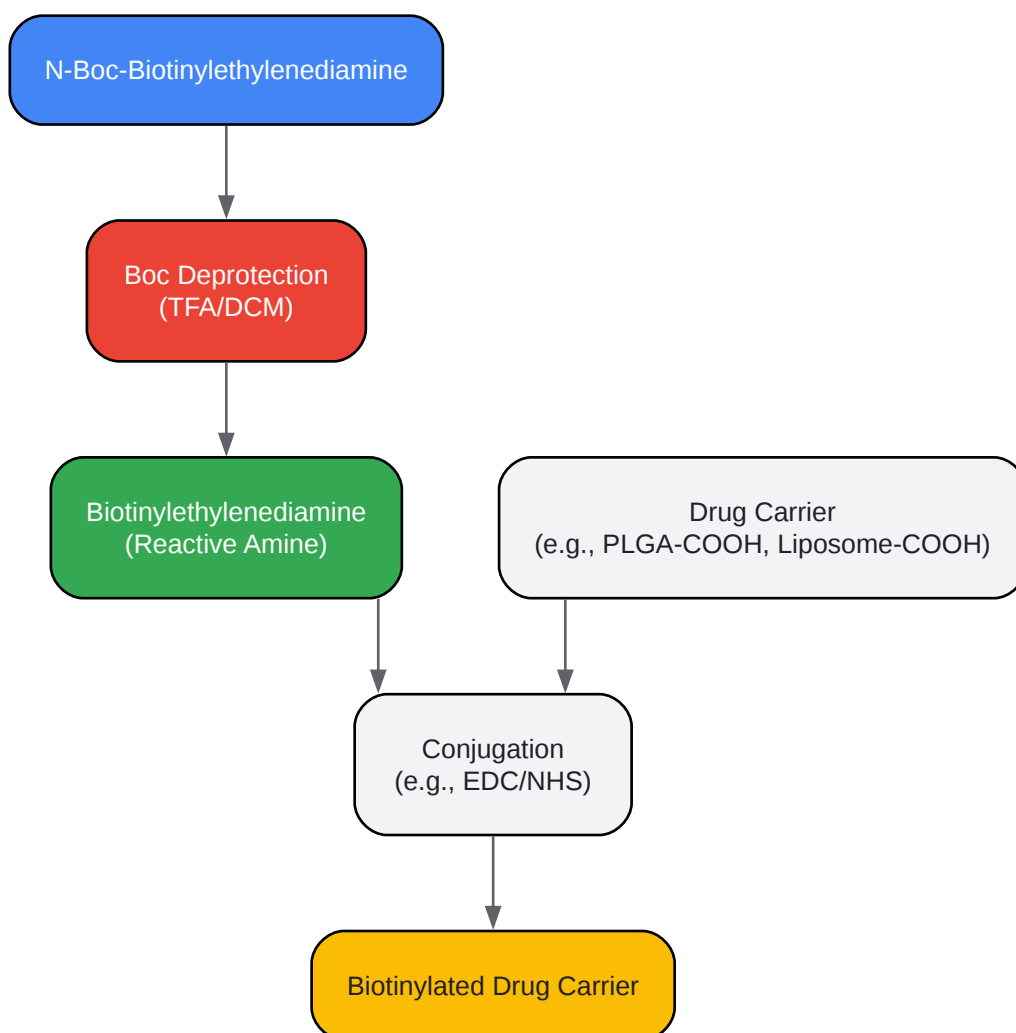 N-Boc-Biotinylethylenediamine
Boc Deprotection
(TFA/DCM)
Biotinylethylenediamine
(Reactive Amine)
Drug Carrier
(e.g., PLGA-COOH, Liposome-COOH)
Conjugation
(e.g., EDC/NHS)
Biotinylated Drug Carrier